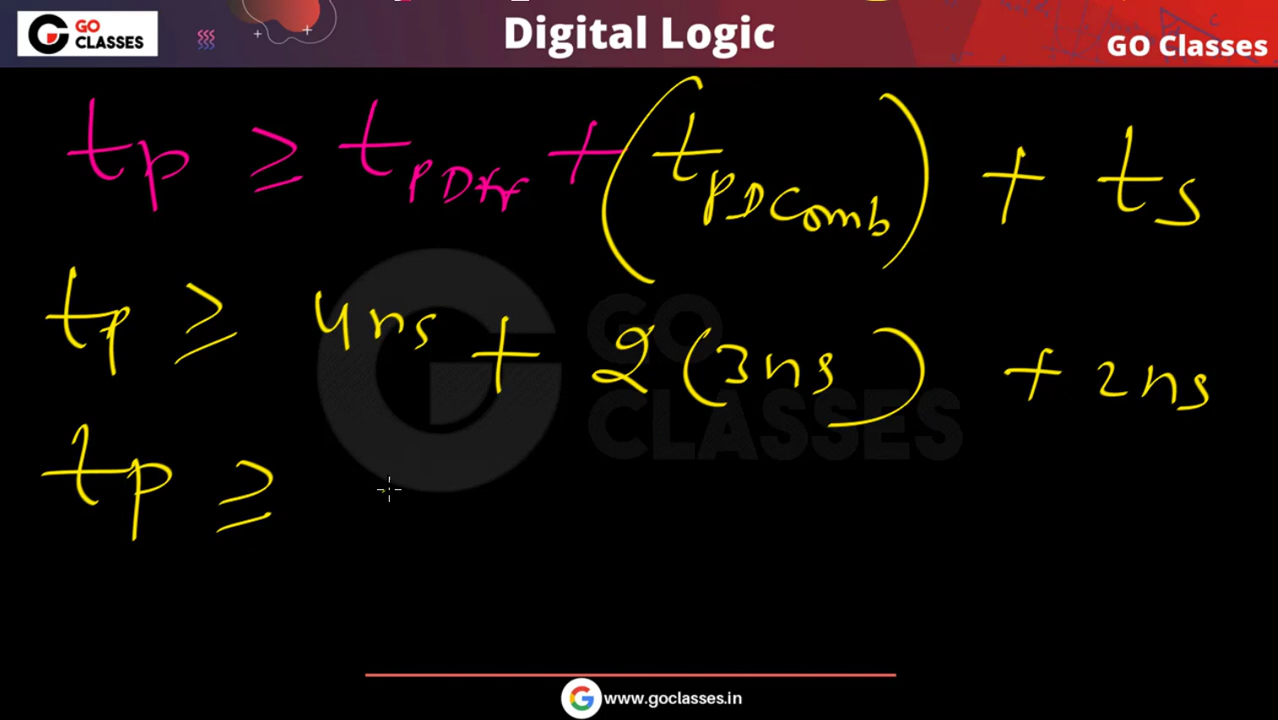 GO CLASSES
Digital Logic
GO Classes
tp ≥ tpDff + (tpDComb) + ts
tp ≥ 4ns + 2(3ns) + 2ns
tp ≥
GO CLASSES
www.goclasses.in